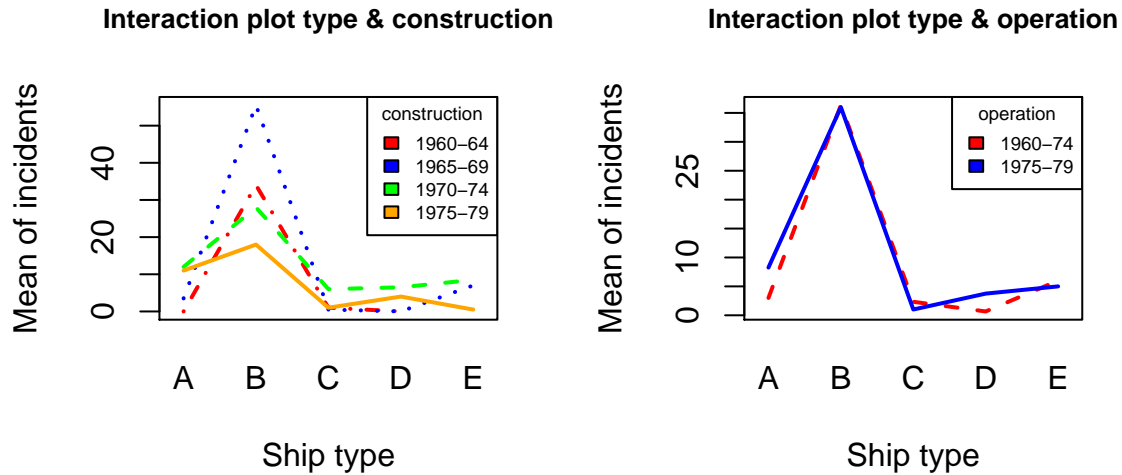 Interaction plot type & construction
Mean of incidents
0 20 40
construction
1960−64
1965−69
1970−74
1975−79
A B C D E
Ship type
Interaction plot type & operation
Mean of incidents
0 10 25
operation
1960−74
1975−79
A B C D E
Ship type